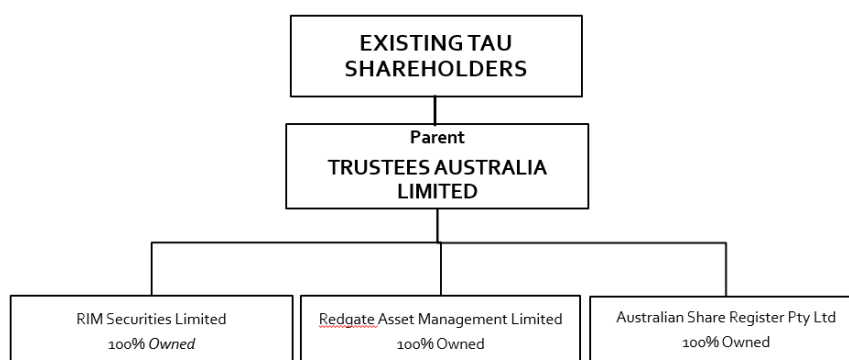 EXISTING TAU
SHAREHOLDERS
Parent
TRUSTEES AUSTRALIA
LIMITED
RIM Securities Limited
100% Owned
Redgate Asset Management Limited
100% Owned
Australian Share Register Pty Ltd
100% Owned